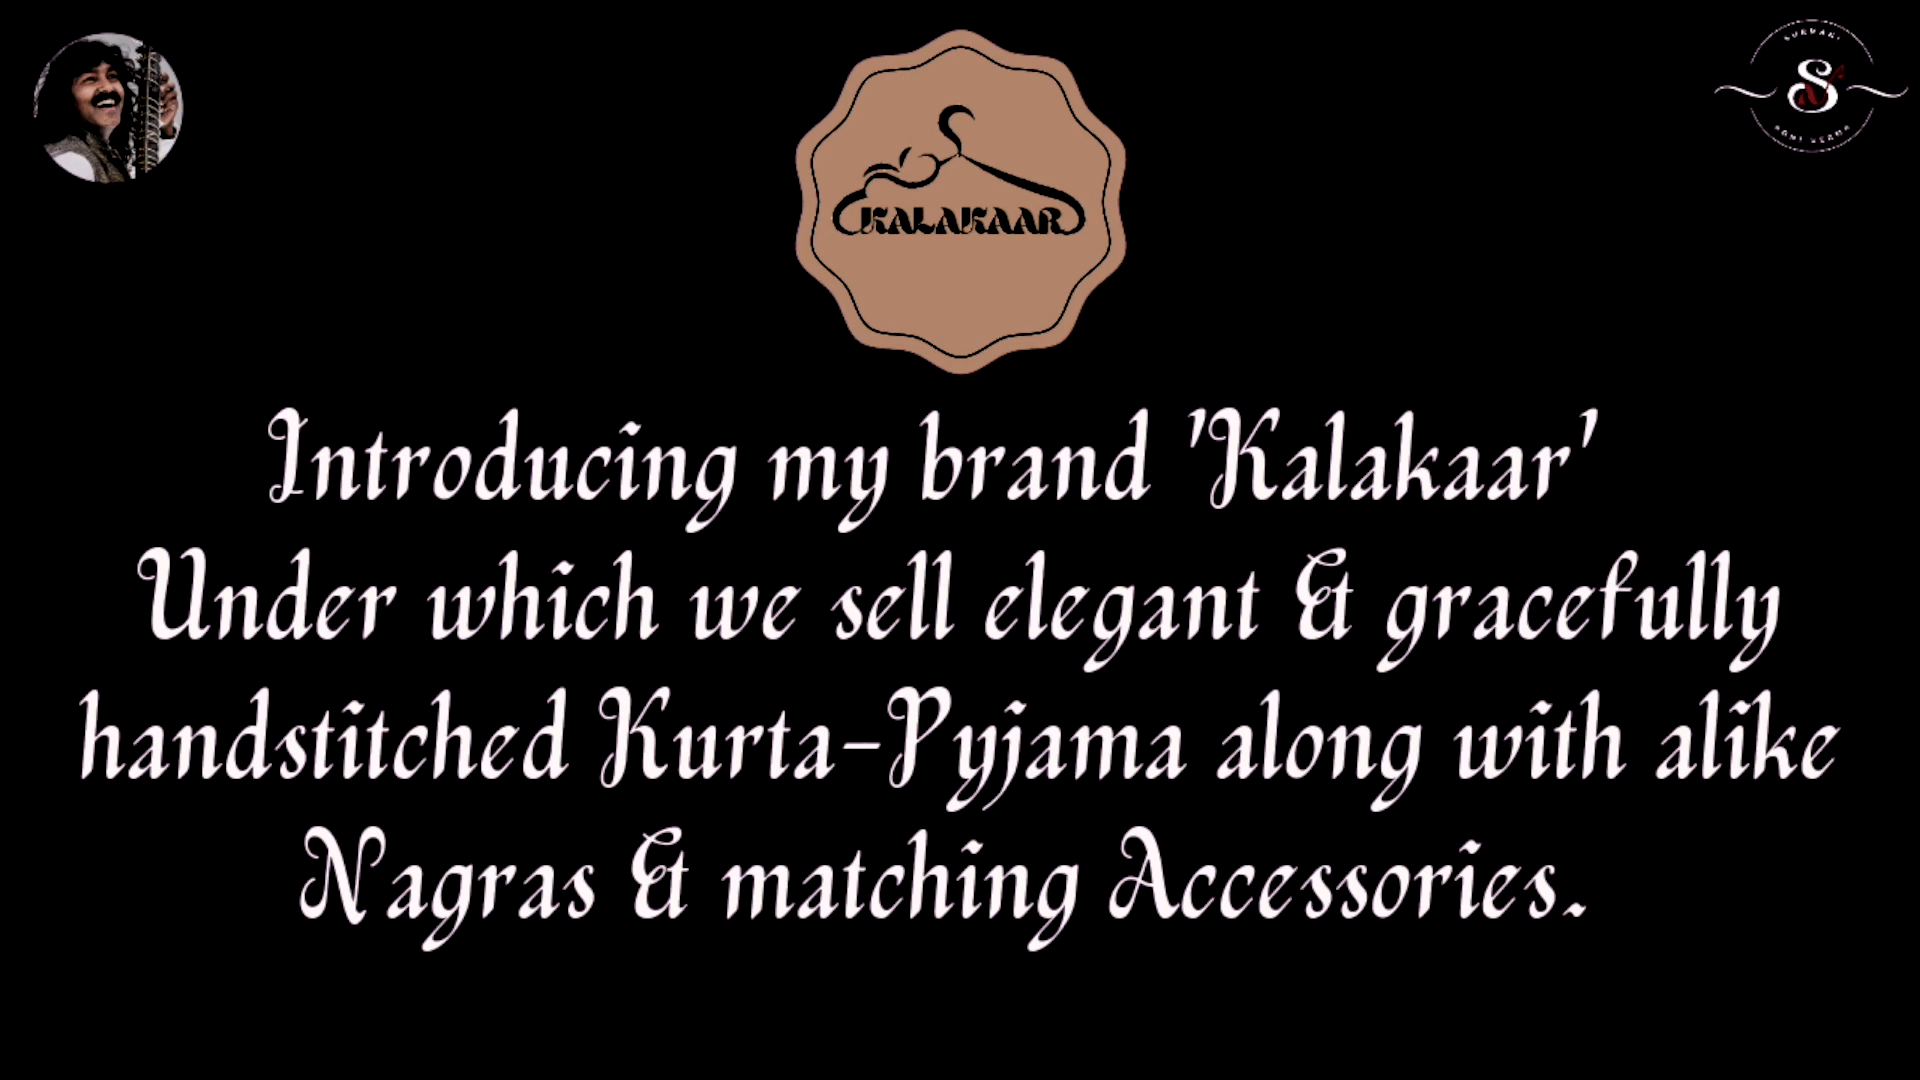 KALAKAAR
Introducing my brand 'Kalakaar'
Under which we sell elegant & gracefully
handstitched Kurta-Pyjama along with alike
Nagras & matching Accessories.